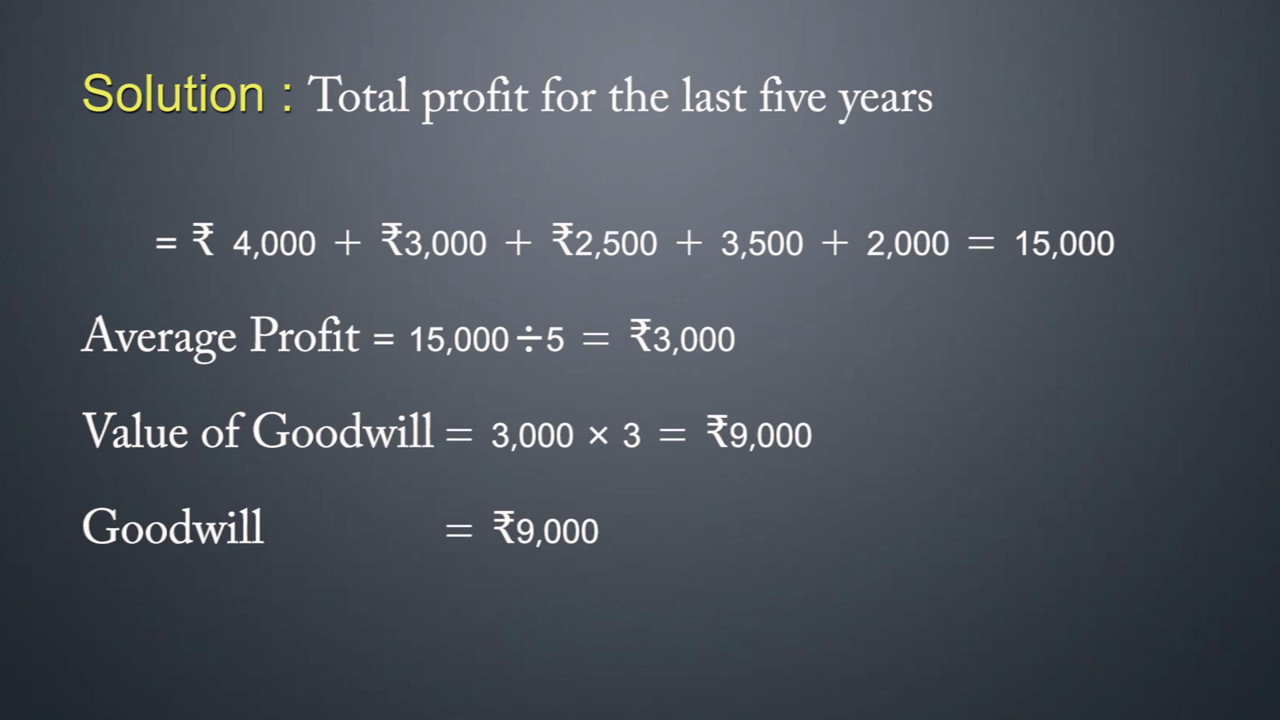 Solution : Total profit for the last five years
= ₹ 4,000 + ₹3,000 + ₹2,500 + 3,500 + 2,000 = 15,000
Average Profit = 15,000÷5 = ₹3,000
Value of Goodwill = 3,000 × 3 = ₹9,000
Goodwill = ₹9,000